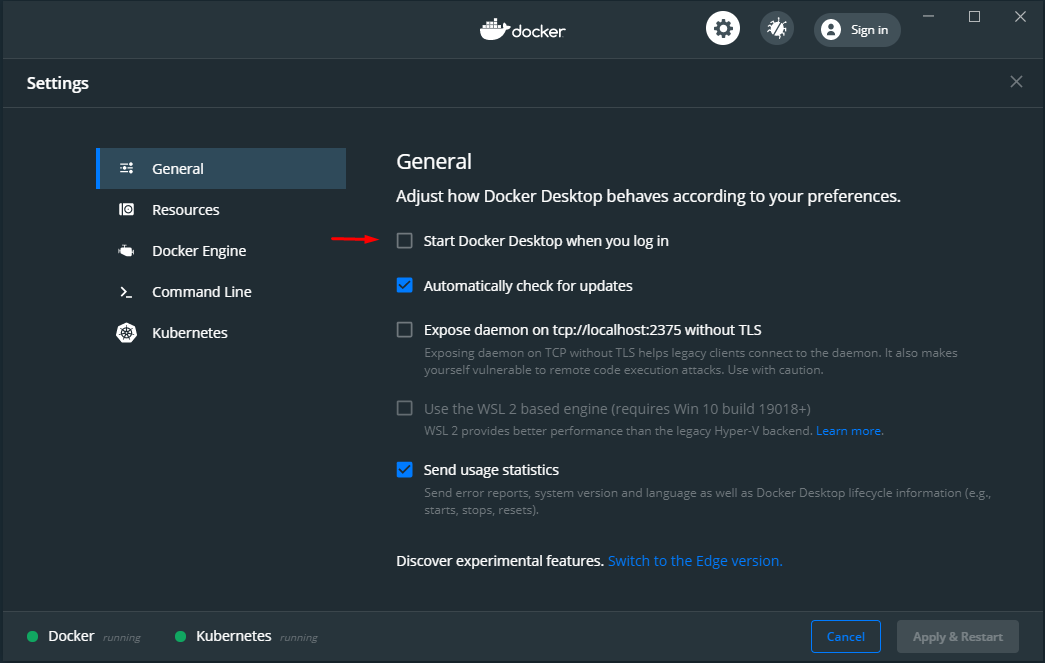 docker
Sign in
Settings
General
Resources
Docker Engine
Command Line
Kubernetes
General
Adjust how Docker Desktop behaves according to your preferences.
Start Docker Desktop when you log in
Automatically check for updates
Expose daemon on tcp://localhost:2375 without TLS
Exposing daemon on TCP without TLS helps legacy clients connect to the daemon. It also makes
yourself vulnerable to remote code execution attacks. Use with caution.
Use the WSL 2 based engine (requires Win 10 build 19018+)
WSL 2 provides better performance than the legacy Hyper-V backend. Learn more.
Send usage statistics
Send error reports, system version and language as well as Docker Desktop lifecycle information (e.g.,
starts, stops, resets).
Discover experimental features. Switch to the Edge version.
Docker running
Kubernetes running
Cancel
Apply & Restart